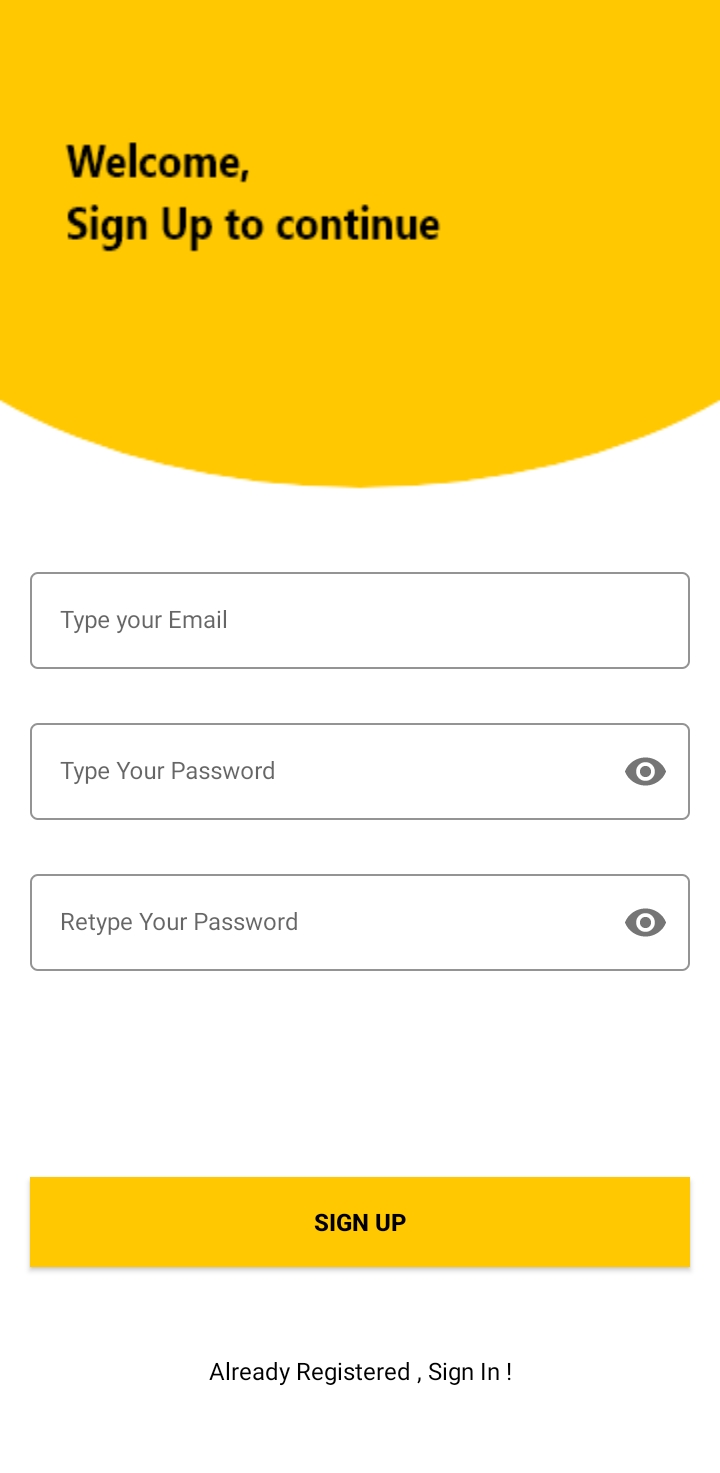 Welcome,
Sign Up to continue
Type your Email
Type Your Password
Retype Your Password
SIGN UP
Already Registered , Sign In !